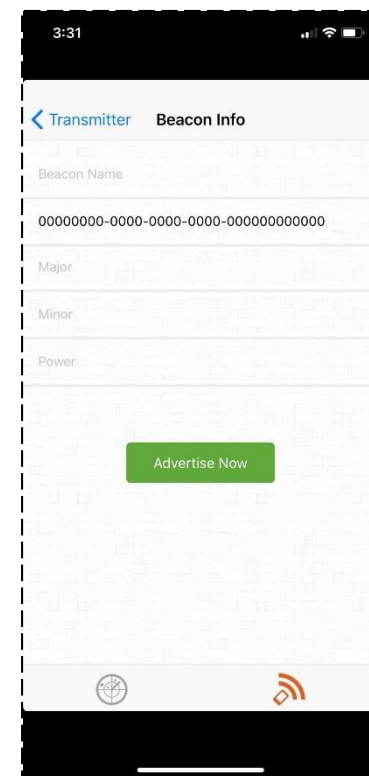 3:31
Transmitter Beacon Info
Beacon Name
00000000-0000-0000-0000-000000000000
Major
Minor
Power
Advertise Now